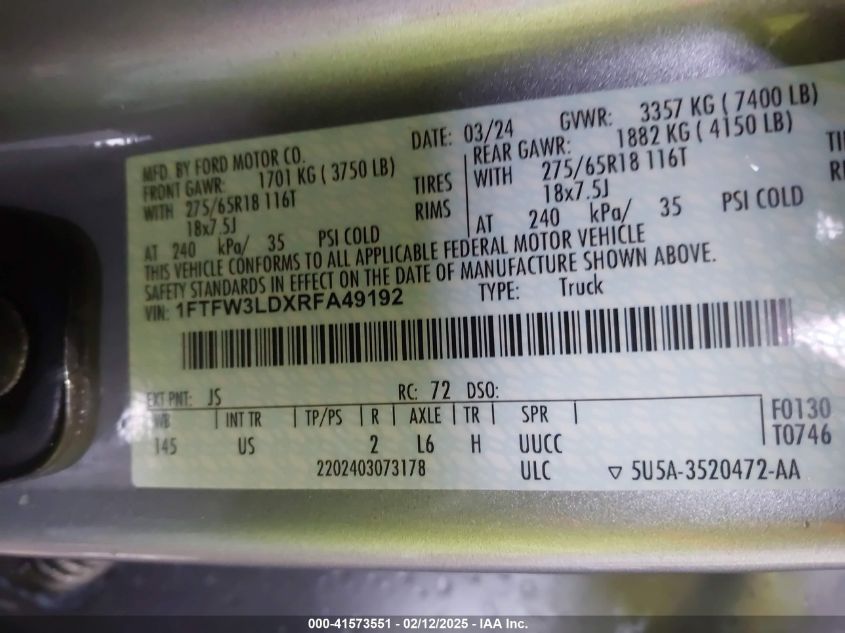 MFD. BY FORD MOTOR CO. DATE: 03/24 GVWR: 3357 KG ( 7400 LB)
FRONT GAWR: 1701 KG ( 3750 LB) REAR GAWR: 1882 KG ( 4150 LB)
WITH 275/65R18 116T TIRES WITH 275/65R18 116T TI
18x7.5J RIMS 18x7.5J RI
AT 240 kPa/ 35 PSI COLD AT 240 kPa/ 35 PSI COLD
THIS VEHICLE CONFORMS TO ALL APPLICABLE FEDERAL MOTOR VEHICLE
SAFETY STANDARDS IN EFFECT ON THE DATE OF MANUFACTURE SHOWN ABOVE.
VIN: 1FTFW3LDXRFA49192 TYPE: Truck
EXT PNT: JS RC: 72 DSO:
WB INT TR TP/PS R AXLE TR SPR F0130
145 US 2 L6 H UUCC T0746
2202403073178 ULC ▽ 5U5A-3520472-AA
000-41573551 - 02/12/2025 - IAA Inc.